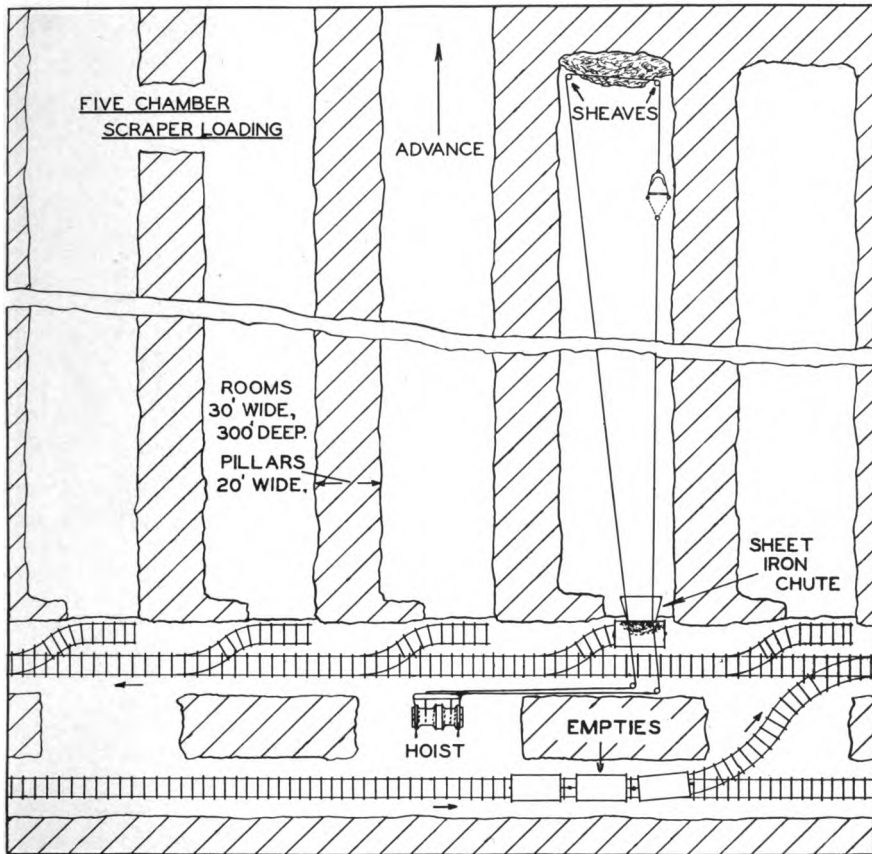 FIVE CHAMBER
SCRAPER LOADING
ADVANCE
SHEAVES
ROOMS
30' WIDE,
300' DEEP.
PILLARS
20' WIDE.
SHEET
IRON
CHUTE
HOIST
EMPTIES